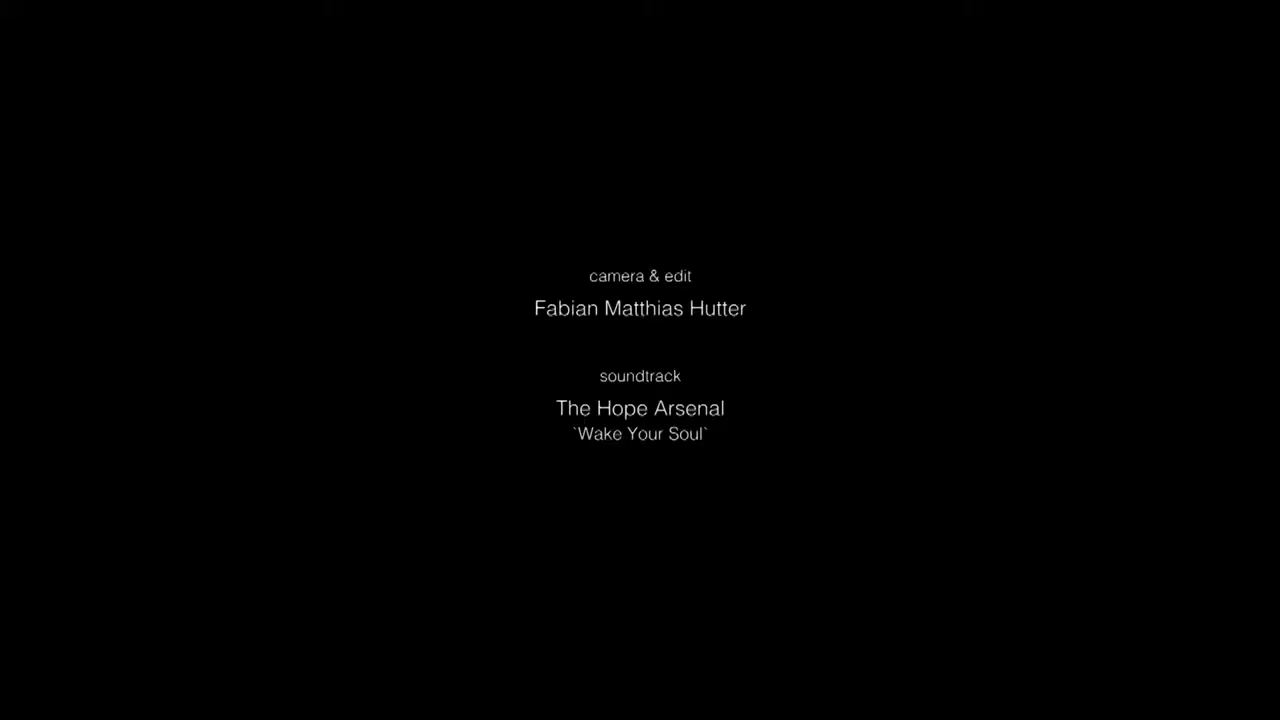 camera & edit
Fabian Matthias Hutter
soundtrack
The Hope Arsenal
`Wake Your Soul`